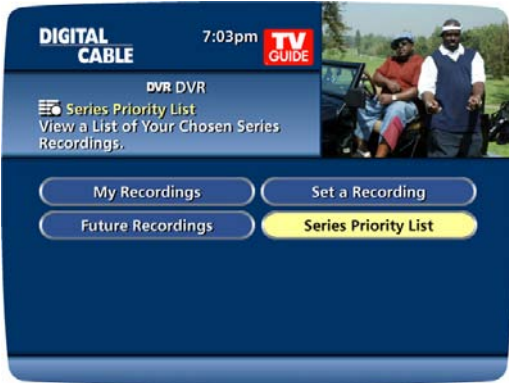 DIGITAL
CABLE
7:03pm
TV
GUIDE
DVR DVR
Series Priority List
View a List of Your Chosen Series
Recordings.
My Recordings
Set a Recording
Future Recordings
Series Priority List